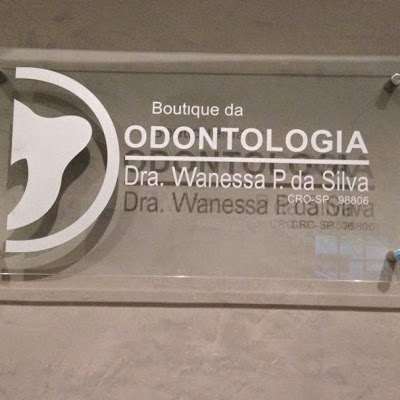 Boutique da
ODONTOLOGIA
Dra. Wanessa P. da Silva
CRO-SP 98806